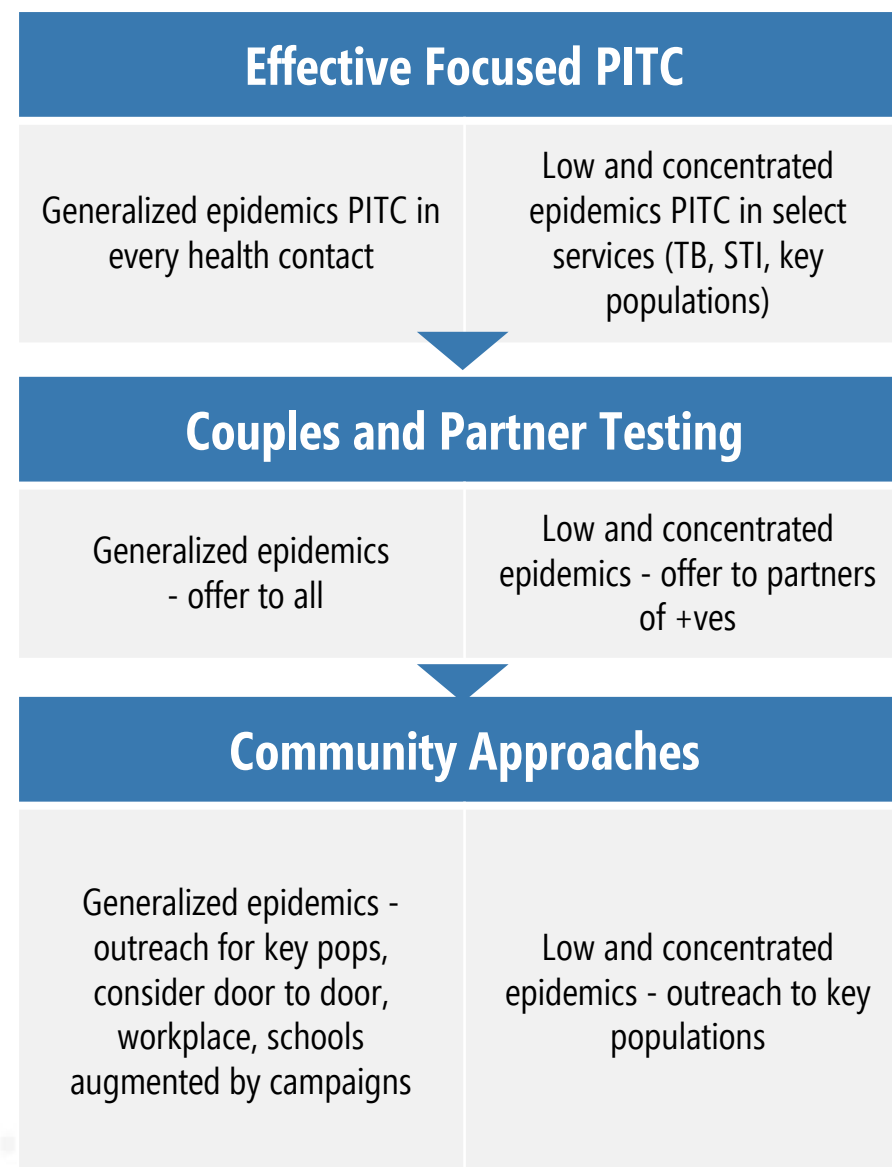 Effective Focused PITC
Generalized epidemics PITC in
every health contact
Low and concentrated
epidemics PITC in select
services (TB, STI, key
populations)
Couples and Partner Testing
Generalized epidemics
- offer to all
Low and concentrated
epidemics - offer to partners
of +ves
Community Approaches
Generalized epidemics -
outreach for key pops,
consider door to door,
workplace, schools
augmented by campaigns
Low and concentrated
epidemics - outreach to key
populations